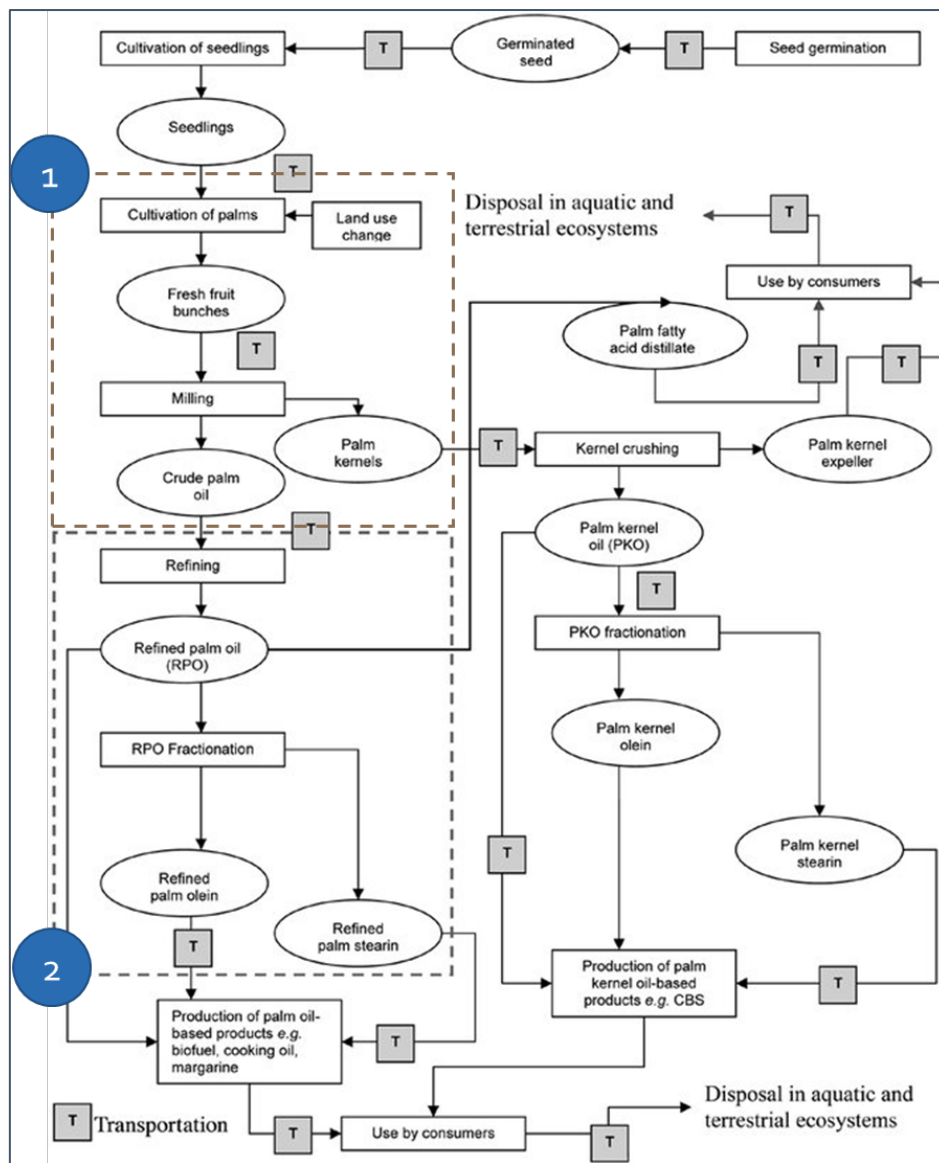 Cultivation of seedlings
T
Germinated
seed
T
Seed germination
Seedlings
T
1
Cultivation of palms
Land use
change
Disposal in aquatic and
terrestrial ecosystems
T
Use by consumers
Fresh fruit
bunches
T
Palm fatty
acid distillate
T
T
Milling
Palm
kernels
T
Kernel crushing
Palm kernel
expeller
Crude palm
oil
T
Palm kernel
oil (PKO)
Refining
T
Refined palm oil
(RPO)
PKO fractionation
RPO Fractionation
Palm kernel
olein
T
Palm kernel
stearin
Refined
palm olein
Refined
palm stearin
T
2
Production of palm
kernel oil-based
products e.g. CBS
T
Production of palm oil-
based products e.g.
biofuel, cooking oil,
margarine
T
T Transportation
T
Use by consumers
T
Disposal in aquatic and
terrestrial ecosystems